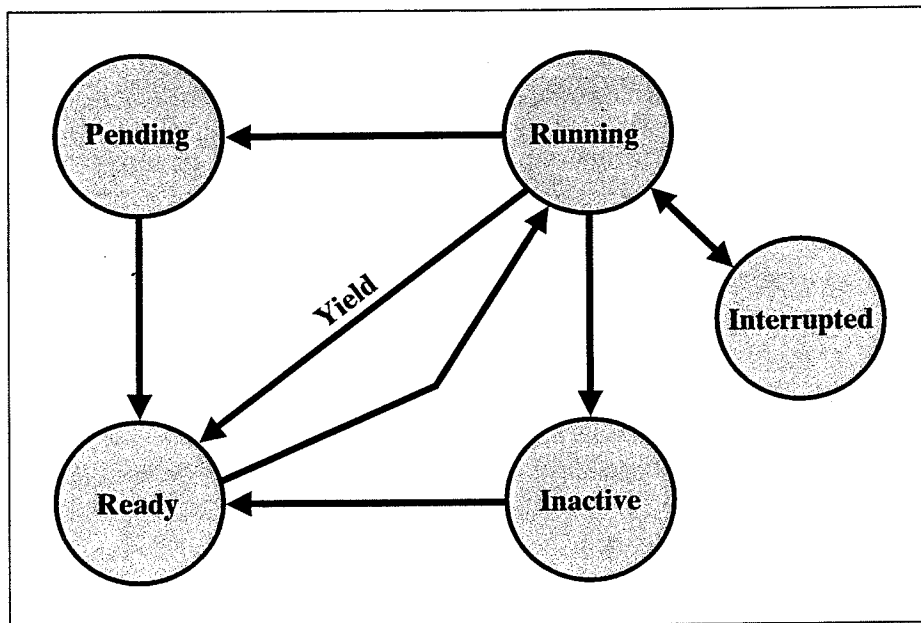 Pending
Running
Yield
Interrupted
Ready
Inactive